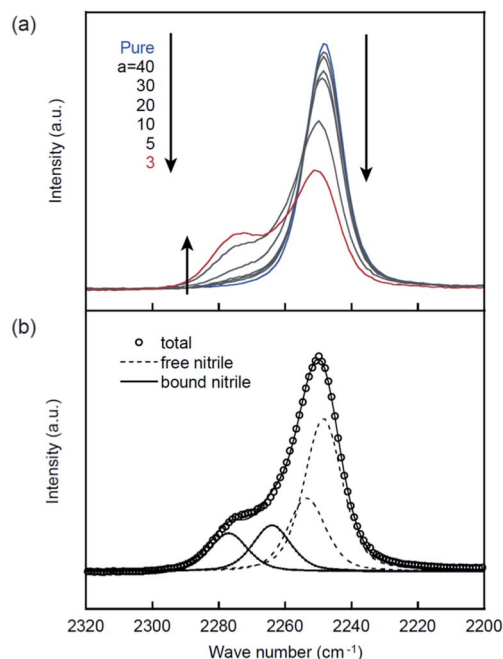 (a)
Pure
a=40
30
20
10
5
3
Intensity (a.u.)
(b)
total
free nitrile
bound nitrile
Intensity (a.u.)
2320 2300 2280 2260 2240 2220 2200
Wave number (cm⁻¹)